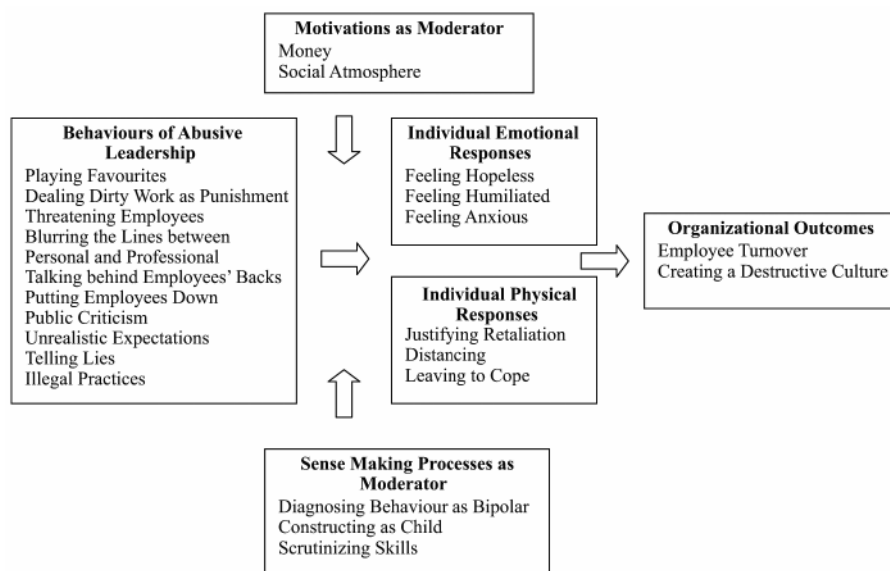 Motivations as Moderator
Money
Social Atmosphere
Behaviours of Abusive
Leadership
Playing Favourites
Dealing Dirty Work as Punishment
Threatening Employees
Blurring the Lines between
Personal and Professional
Talking behind Employees' Backs
Putting Employees Down
Public Criticism
Unrealistic Expectations
Telling Lies
Illegal Practices
Individual Emotional
Responses
Feeling Hopeless
Feeling Humiliated
Feeling Anxious
Individual Physical
Responses
Justifying Retaliation
Distancing
Leaving to Cope
Organizational Outcomes
Employee Turnover
Creating a Destructive Culture
Sense Making Processes as
Moderator
Diagnosing Behaviour as Bipolar
Constructing as Child
Scrutinizing Skills